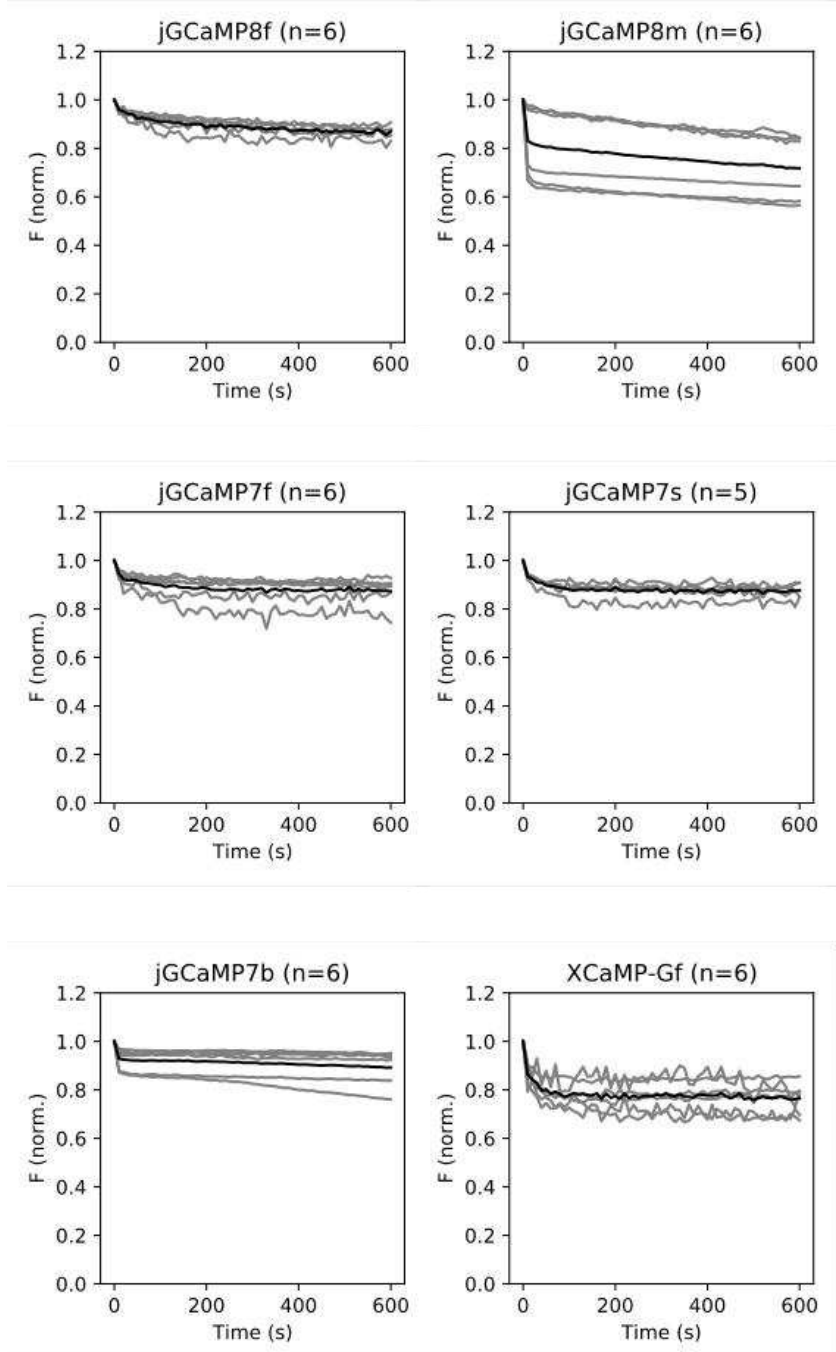 jGCaMP8f (n=6)
1.2
1.0
0.8
0.6
0.4
0.2
0.0
F (norm.)
0 200 400 600
Time (s)
jGCaMP8m (n=6)
1.2
1.0
0.8
0.6
0.4
0.2
0.0
F (norm.)
0 200 400 600
Time (s)
jGCaMP7f (n=6)
1.2
1.0
0.8
0.6
0.4
0.2
0.0
F (norm.)
0 200 400 600
Time (s)
jGCaMP7s (n=5)
1.2
1.0
0.8
0.6
0.4
0.2
0.0
F (norm.)
0 200 400 600
Time (s)
jGCaMP7b (n=6)
1.2
1.0
0.8
0.6
0.4
0.2
0.0
F (norm.)
0 200 400 600
Time (s)
XCaMP-Gf (n=6)
1.2
1.0
0.8
0.6
0.4
0.2
0.0
F (norm.)
0 200 400 600
Time (s)